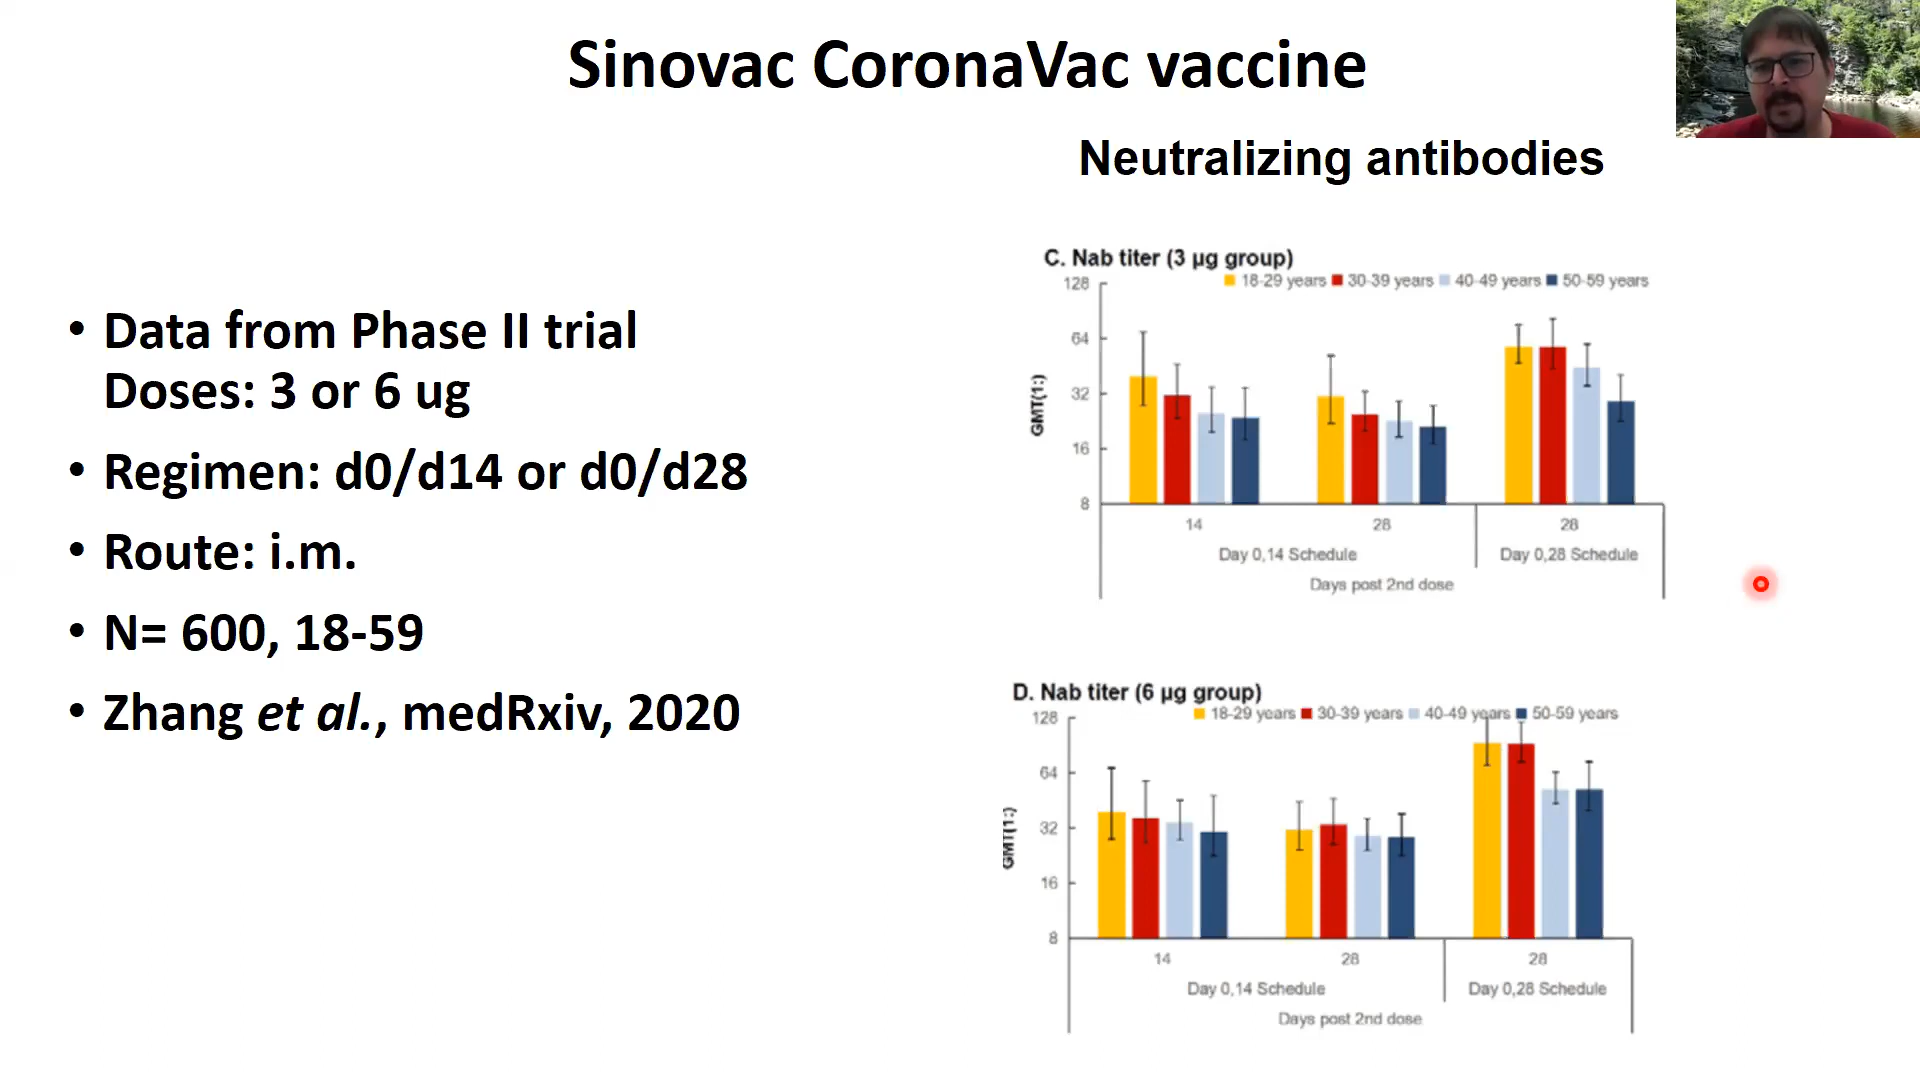 Sinovac CoronaVac vaccine
Neutralizing antibodies
• Data from Phase II trial
Doses: 3 or 6 ug
• Regimen: d0/d14 or d0/d28
• Route: i.m.
• N= 600, 18-59
• Zhang et al., medRxiv, 2020
C. Nab titer (3 µg group)
18-29 years 30-39 years 40-49 years 50-59 years
128
64
32
16
8
GMT(1:)
14 28 28
Day 0,14 Schedule Day 0,28 Schedule
Days post 2nd dose
D. Nab titer (6 µg group)
18-29 years 30-39 years 40-49 years 50-59 years
128
64
32
16
8
GMT(1:)
14 28 28
Day 0,14 Schedule Day 0,28 Schedule
Days post 2nd dose